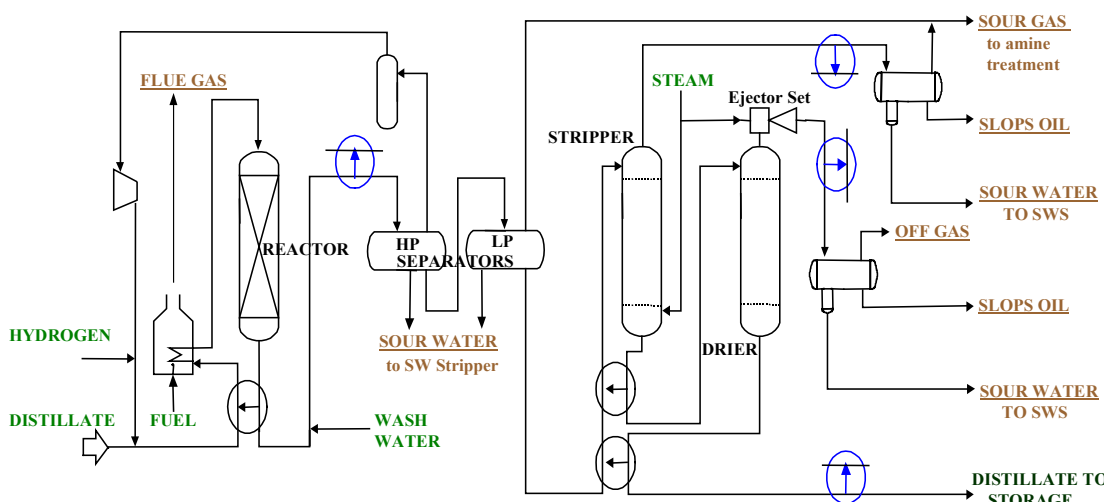 SOUR GAS
to amine
treatment
FLUE GAS
STEAM
Ejector Set
SLOPS OIL
STRIPPER
SOUR WATER
TO SWS
OFF GAS
REACTOR
HP
LP
SEPARATORS
SLOPS OIL
HYDROGEN
SOUR WATER
to SW Stripper
DRIER
SOUR WATER
TO SWS
DISTILLATE
FUEL
WASH
WATER
DISTILLATE TO
STORAGE